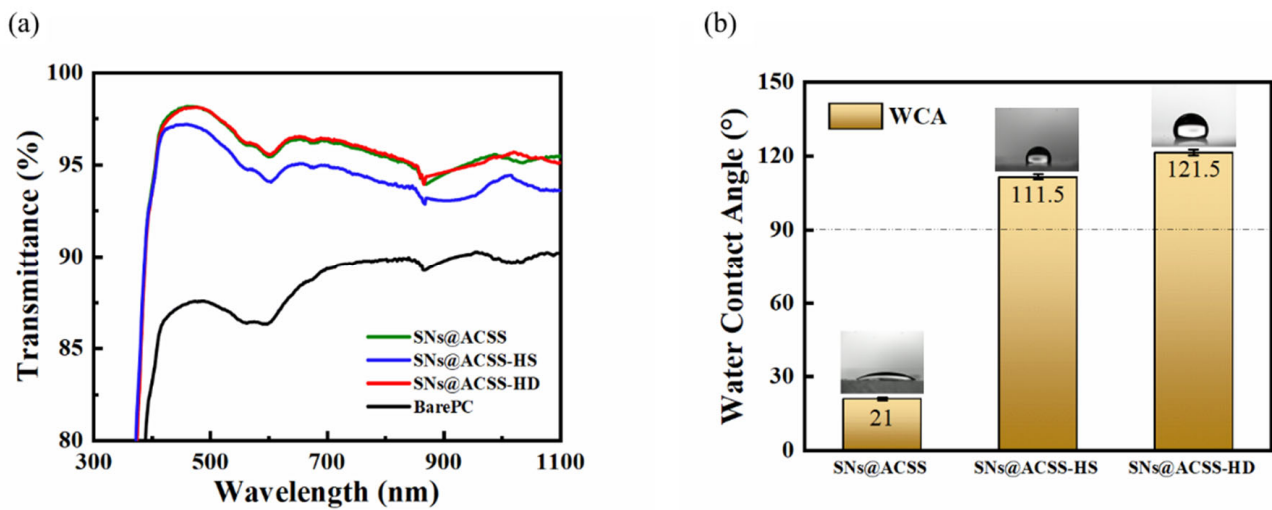 (a)
100
95
90
85
80
Transmittance (%)
SNs@ACSS
SNs@ACSS-HS
SNs@ACSS-HD
BarePC
300
500
700
900
1100
Wavelength (nm)
(b)
150
120
90
60
30
0
Water Contact Angle (°)
WCA
21
111.5
121.5
SNs@ACSS
SNs@ACSS-HS
SNs@ACSS-HD